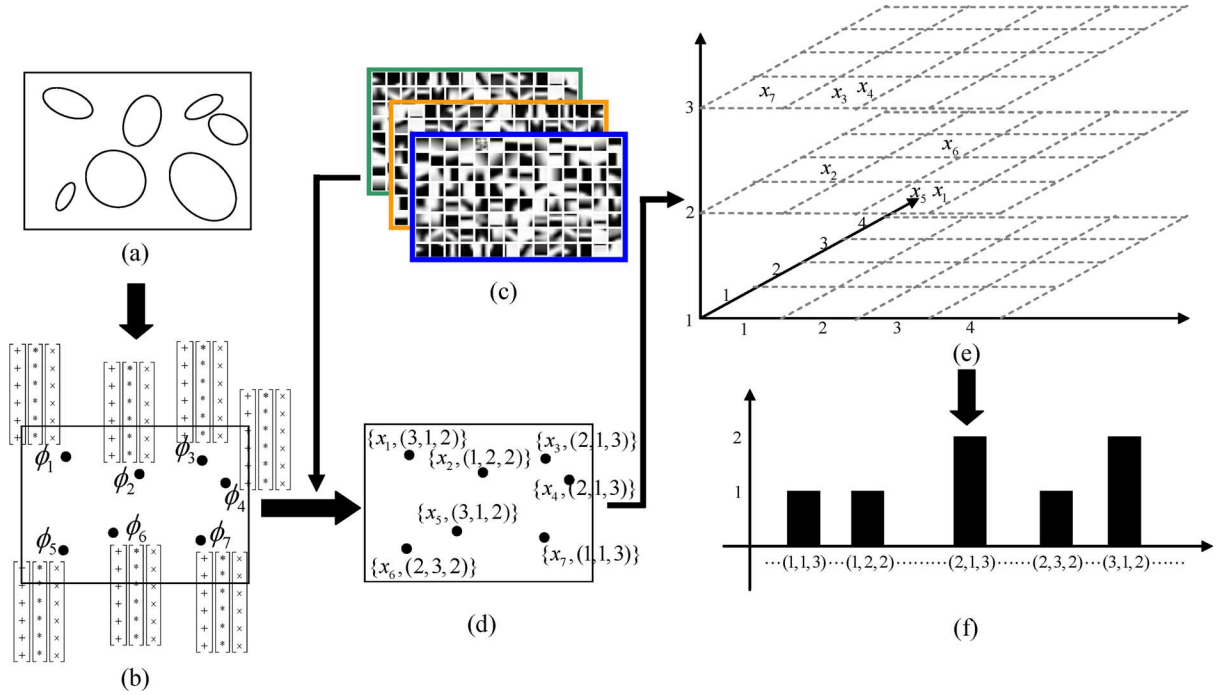 (a)
+ * ×
+ * ×
+ * ×
+ * ×
+ * ×
+ * ×
ϕ₁
ϕ₂
ϕ₃
ϕ₄
ϕ₅
ϕ₆
ϕ₇
(b)
(c)
{x₁,(3,1,2)}
{x₂,(1,2,2)}
{x₃,(2,1,3)}
{x₄,(2,1,3)}
{x₅,(3,1,2)}
{x₆,(2,3,2)}
{x₇,(1,1,3)}
(d)
3
x₇ x₃ x₄
x₆
x₂
2
x₅ x₁
4
3
2
1
1
1 2 3 4
(e)
2
1
(1,1,3) (1,2,2) (2,1,3) (2,3,2) (3,1,2)
(f)